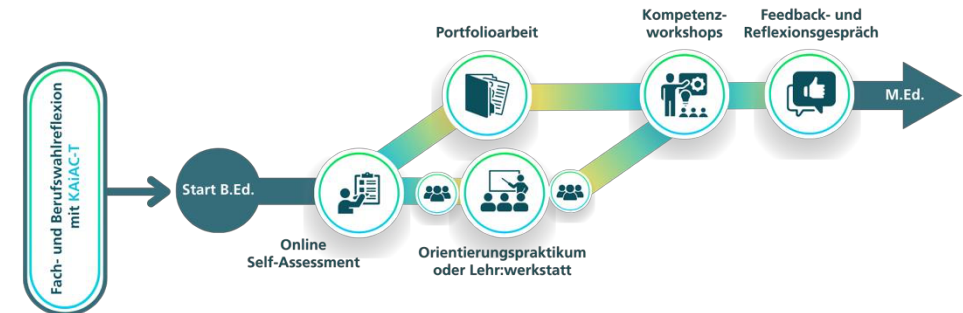 Fach- und Berufswahlreflexion
mit KAiAC-T
Start B.Ed.
Online
Self-Assessment
Portfolioarbeit
Orientierungspraktikum
oder Lehr:werkstatt
Kompetenz-
workshops
Feedback- und
Reflexionsgespräch
M.Ed.